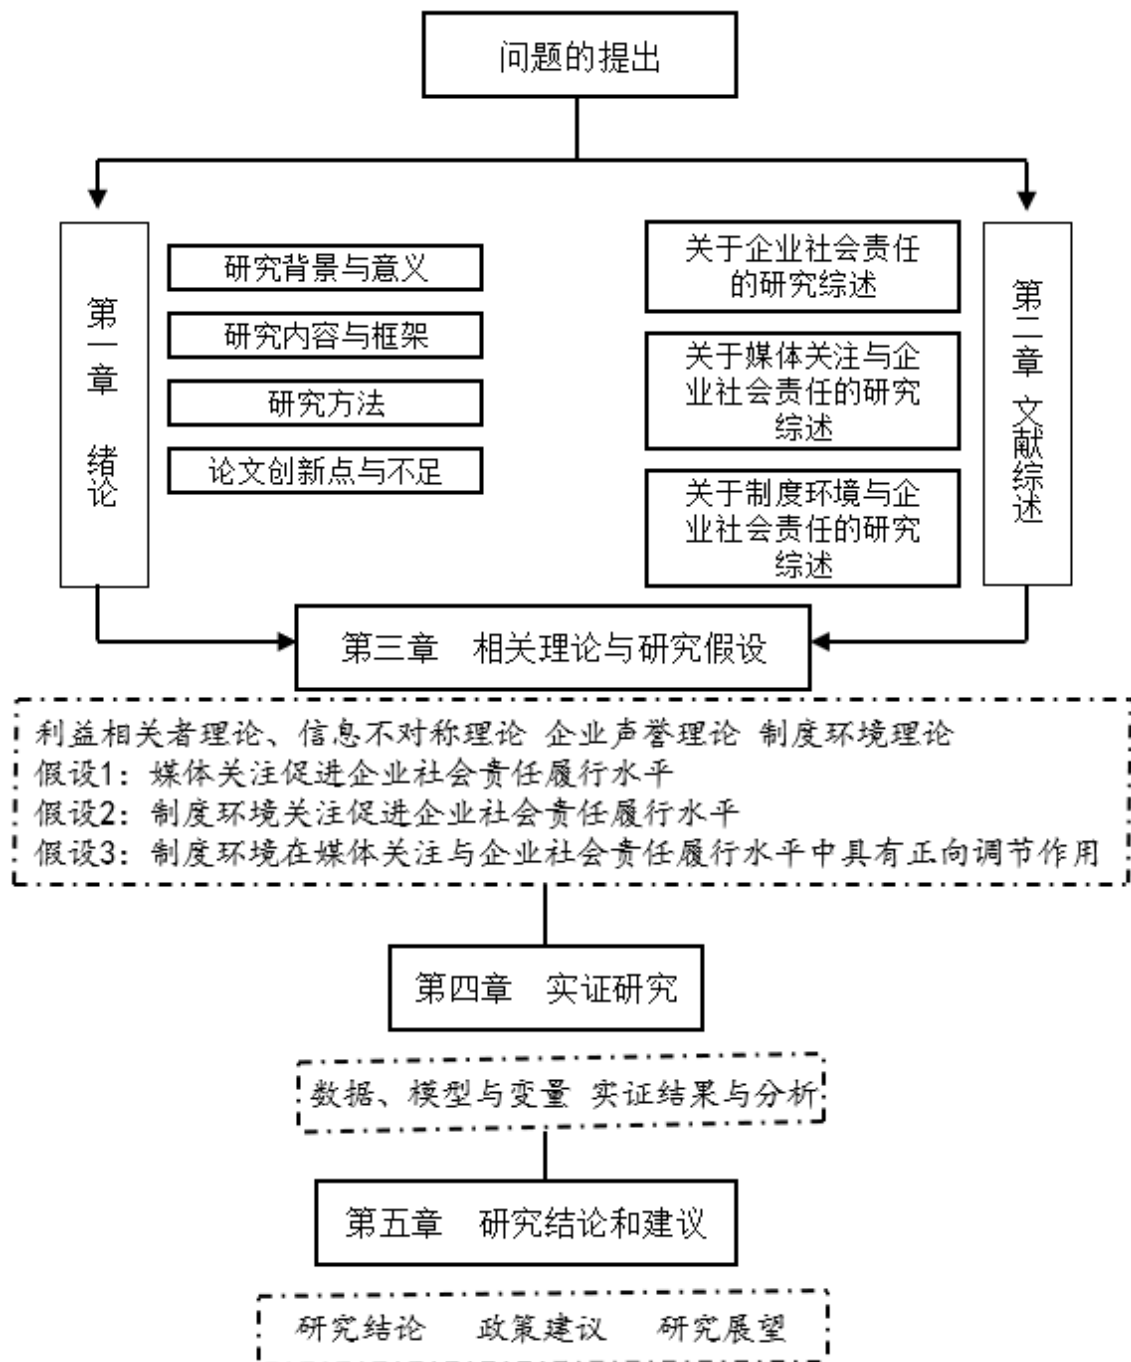 问题的提出
第一章 绪论
研究背景与意义
研究内容与框架
研究方法
论文创新点与不足
关于企业社会责任
的研究综述
关于媒体关注与企
业社会责任的研究
综述
关于制度环境与企
业社会责任的研究
综述
第二章 文献综述
第三章 相关理论与研究假设
利益相关者理论、信息不对称理论 企业声誉理论 制度环境理论
假设1：媒体关注促进企业社会责任履行水平
假设2：制度环境关注促进企业社会责任履行水平
假设3：制度环境在媒体关注与企业社会责任履行水平中具有正向调节作用
第四章 实证研究
数据、模型与变量 实证结果与分析
第五章 研究结论和建议
研究结论 政策建议 研究展望